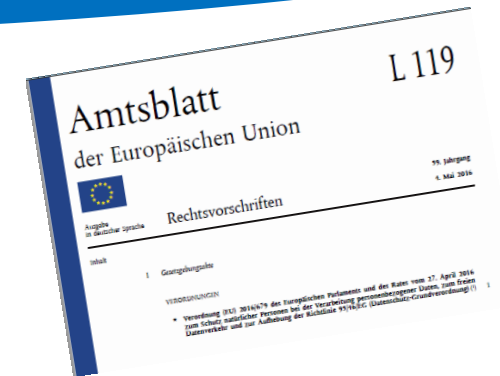 L 119
Amtsblatt
der Europäischen Union
59. Jahrgang
4. Mai 2016
Ausgabe
in deutscher Sprache
Rechtsvorschriften
Inhalt
I Gesetzgebungsakte
VERORDNUNGEN
* Verordnung (EU) 2016/679 des Europäischen Parlaments und des Rates vom 27. April 2016
zum Schutz natürlicher Personen bei der Verarbeitung personenbezogener Daten, zum freien
Datenverkehr und zur Aufhebung der Richtlinie 95/46/EG (Datenschutz-Grundverordnung) (¹) 1